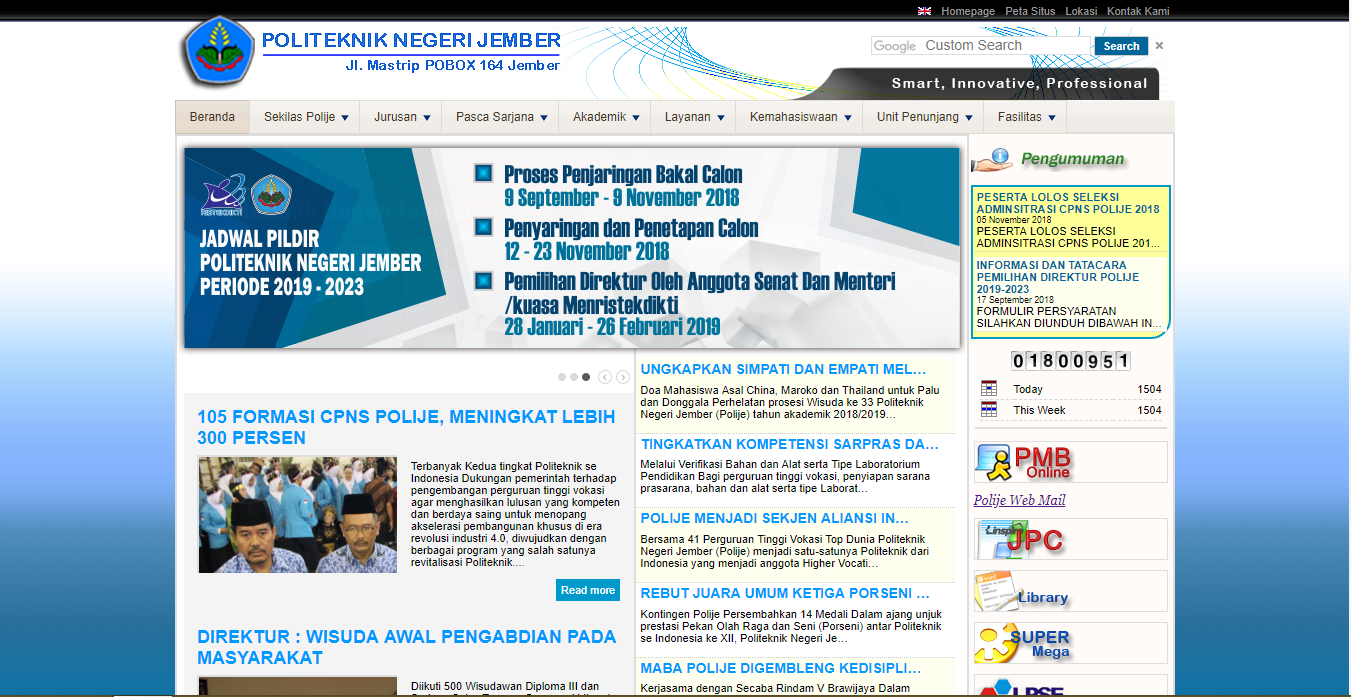 Homepage Peta Situs Lokasi Kontak Kami
POLITEKNIK NEGERI JEMBER
Jl. Mastrip POBOX 164 Jember
Google Custom Search
Search
Smart, Innovative, Professional
Beranda Sekilas Polije Jurusan Pasca Sarjana Akademik Layanan Kemahasiswaan Unit Penunjang Fasilitas
RISTEKDIKTI
JADWAL PILDIR
POLITEKNIK NEGERI JEMBER
PERIODE 2019 - 2023
Proses Penjaringan Bakal Calon
9 September - 9 November 2018
Penyaringan dan Penetapan Calon
12 - 23 November 2018
Pemilihan Direktur Oleh Anggota Senat Dan Menteri
/kuasa Menristekdikti
28 Januari - 26 Februari 2019
105 FORMASI CPNS POLIJE, MENINGKAT LEBIH
300 PERSEN
Terbanyak Kedua tingkat Politeknik se
Indonesia Dukungan pemerintah terhadap
pengembangan perguruan tinggi vokasi
agar menghasilkan lulusan yang kompeten
dan berdaya saing untuk menopang
akselerasi pembangunan khusus di era
revolusi industri 4.0, diwujudkan dengan
berbagai program yang salah satunya
revitalisasi Politeknik....
Read more
DIREKTUR : WISUDA AWAL PENGABDIAN PADA
MASYARAKAT
Diikuti 500 Wisudawan Diploma III dan
UNGKAPKAN SIMPATI DAN EMPATI MEL...
Doa Mahasiswa Asal China, Maroko dan Thailand untuk Palu
dan Donggala Perhelatan prosesi Wisuda ke 33 Politeknik
Negeri Jember (Polije) tahun akademik 2018/2019...
TINGKATKAN KOMPETENSI SARPRAS DA...
Melalui Verifikasi Bahan dan Alat serta Tipe Laboratorium
Pendidikan Bagi perguruan tinggi vokasi, penyiapan sarana
prasarana, bahan dan alat serta tipe Laborat...
POLIJE MENJADI SEKJEN ALIANSI IN...
Bersama 41 Perguruan Tinggi Vokasi Top Dunia Politeknik
Negeri Jember (Polije) menjadi satu-satunya Politeknik dari
Indonesia yang menjadi anggota Higher Vocati...
REBUT JUARA UMUM KETIGA PORSENI ...
Kontingen Polije Persembahkan 14 Medali Dalam ajang unjuk
prestasi Pekan Olah Raga dan Seni (Porseni) antar Politeknik
se Indonesia ke XII, Politeknik Negeri Je...
MABA POLIJE DIGEMBLENG KEDISIPLI...
Kerjasama dengan Secaba Rindam V Brawijaya Dalam
Pengumuman
PESERTA LOLOS SELEKSI
ADMINSITRASI CPNS POLIJE 2018
05 November 2018
PESERTA LOLOS SELEKSI
ADMINSITRASI CPNS POLIJE 201...
INFORMASI DAN TATACARA
PEMILIHAN DIREKTUR POLIJE
2019-2023
17 September 2018
FORMULIR PERSYARATAN
SILAHKAN DIUNDUH DIBAWAH IN...
01800951
Today 1504
This Week 1504
PMB
Online
Polije Web Mail
Linspire
JPC
Library
SUPER
Mega
LPSE